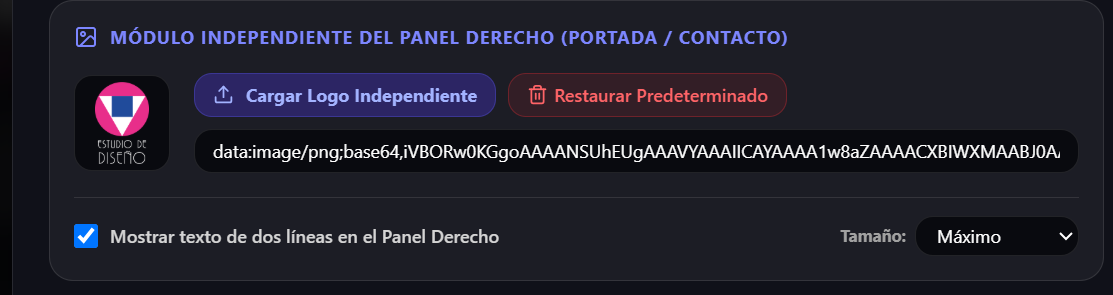 MÓDULO INDEPENDIENTE DEL PANEL DERECHO (PORTADA / CONTACTO)
ESTUDIO DE
DISEÑO
Cargar Logo Independiente
Restaurar Predeterminado
data:image/png;base64,iVBORw0KGgoAAAANSUhEUgAAAVYAAAIICAYAAAA1w8aZAAAACXBIWXMAABJ0AA
Mostrar texto de dos líneas en el Panel Derecho
Tamaño:
Máximo